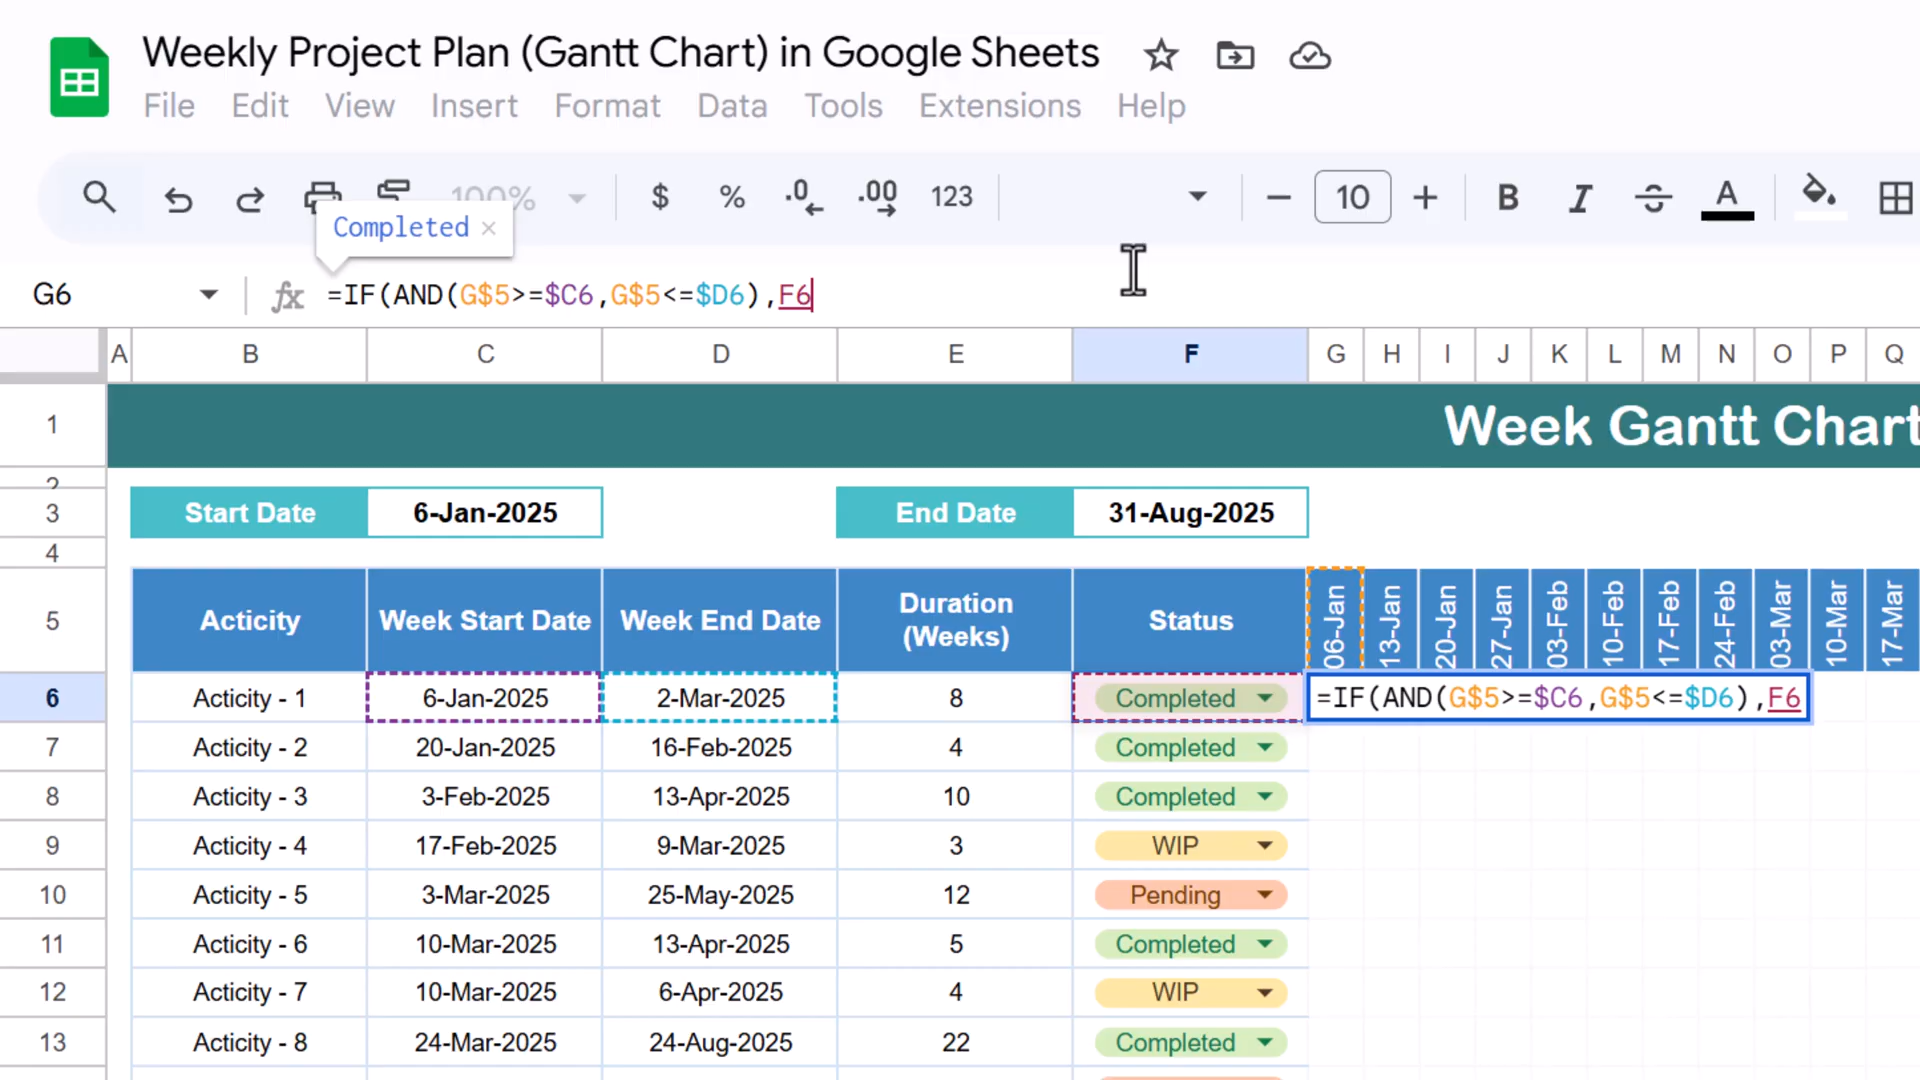 Weekly Project Plan (Gantt Chart) in Google Sheets
File Edit View Insert Format Data Tools Extensions Help
100% $ % .0 .00 123 10 B I A
Completed ×
G6 fx =IF(AND(G$5>=$C6,G$5<=$D6),F6
A B C D E F G H I J K L M N O P Q
1 Week Gantt Chart
2
3 Start Date 6-Jan-2025 End Date 31-Aug-2025
4
5 Acticity Week Start Date Week End Date Duration (Weeks) Status 06-Jan 13-Jan 20-Jan 27-Jan 03-Feb 10-Feb 17-Feb 24-Feb 03-Mar 10-Mar 17-Mar
6 Acticity - 1 6-Jan-2025 2-Mar-2025 8 Completed =IF(AND(G$5>=$C6,G$5<=$D6),F6
7 Acticity - 2 20-Jan-2025 16-Feb-2025 4 Completed
8 Acticity - 3 3-Feb-2025 13-Apr-2025 10 Completed
9 Acticity - 4 17-Feb-2025 9-Mar-2025 3 WIP
10 Acticity - 5 3-Mar-2025 25-May-2025 12 Pending
11 Acticity - 6 10-Mar-2025 13-Apr-2025 5 Completed
12 Acticity - 7 10-Mar-2025 6-Apr-2025 4 WIP
13 Acticity - 8 24-Mar-2025 24-Aug-2025 22 Completed